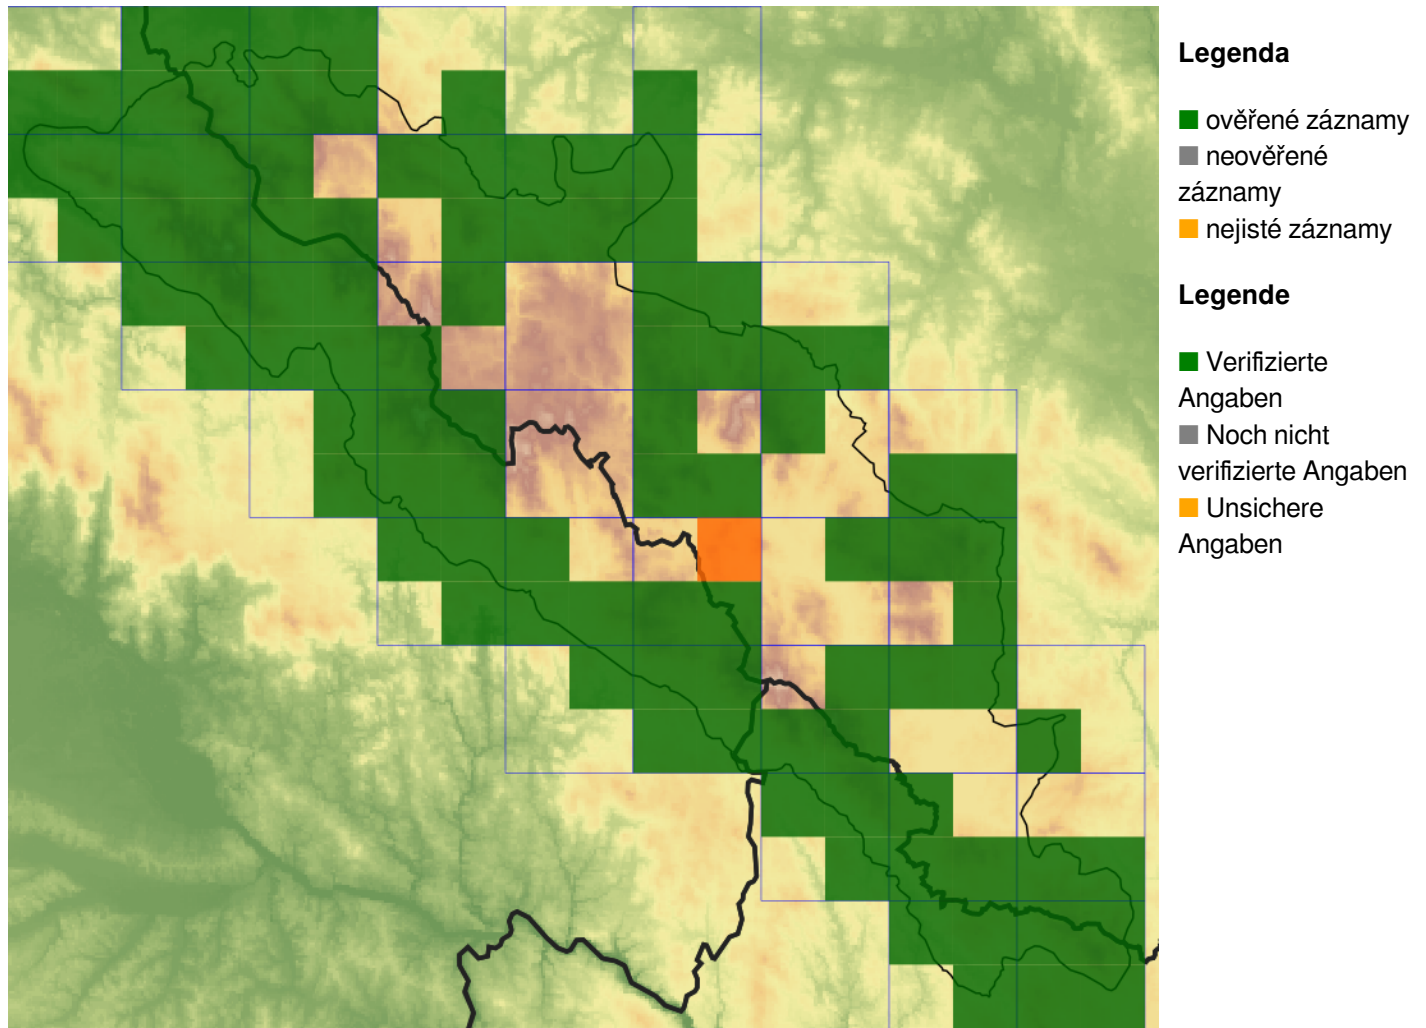 Legenda
ověřené záznamy
neověřené
záznamy
nejisté záznamy
Legende
Verifizierte
Angaben
Noch nicht
verifizierte Angaben
Unsichere
Angaben